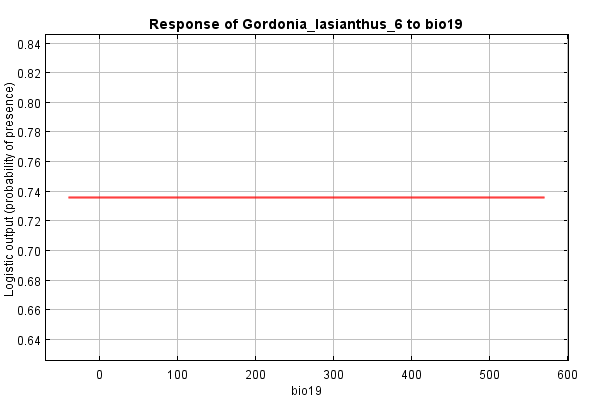 Response of Gordonia_lasianthus_6 to bio19
Logistic output (probability of presence)
0.84
0.82
0.80
0.78
0.76
0.74
0.72
0.70
0.68
0.66
0.64
0 100 200 300 400 500 600
bio19